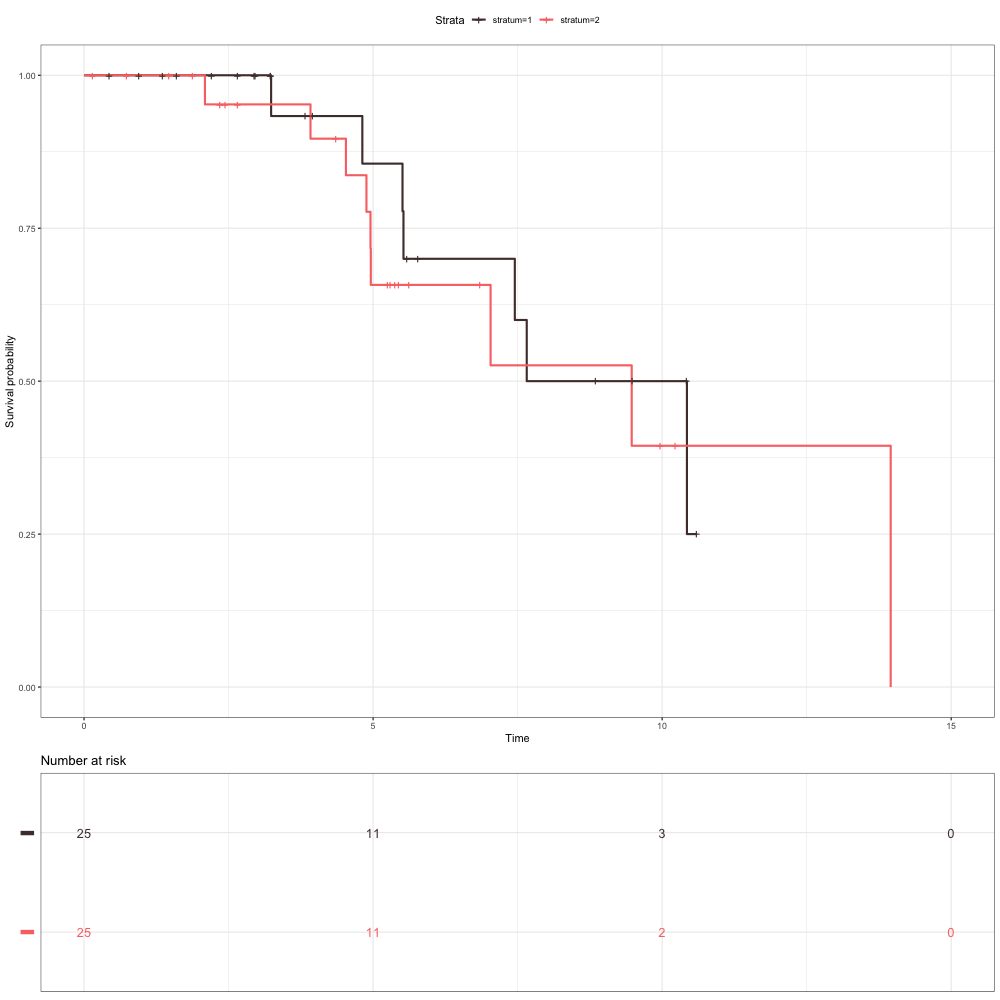 Strata stratum=1 stratum=2
1.00
0.75
0.50
0.25
0.00
Survival probability
0 5 10 15
Time
Number at risk
25 11 3 0
25 11 2 0